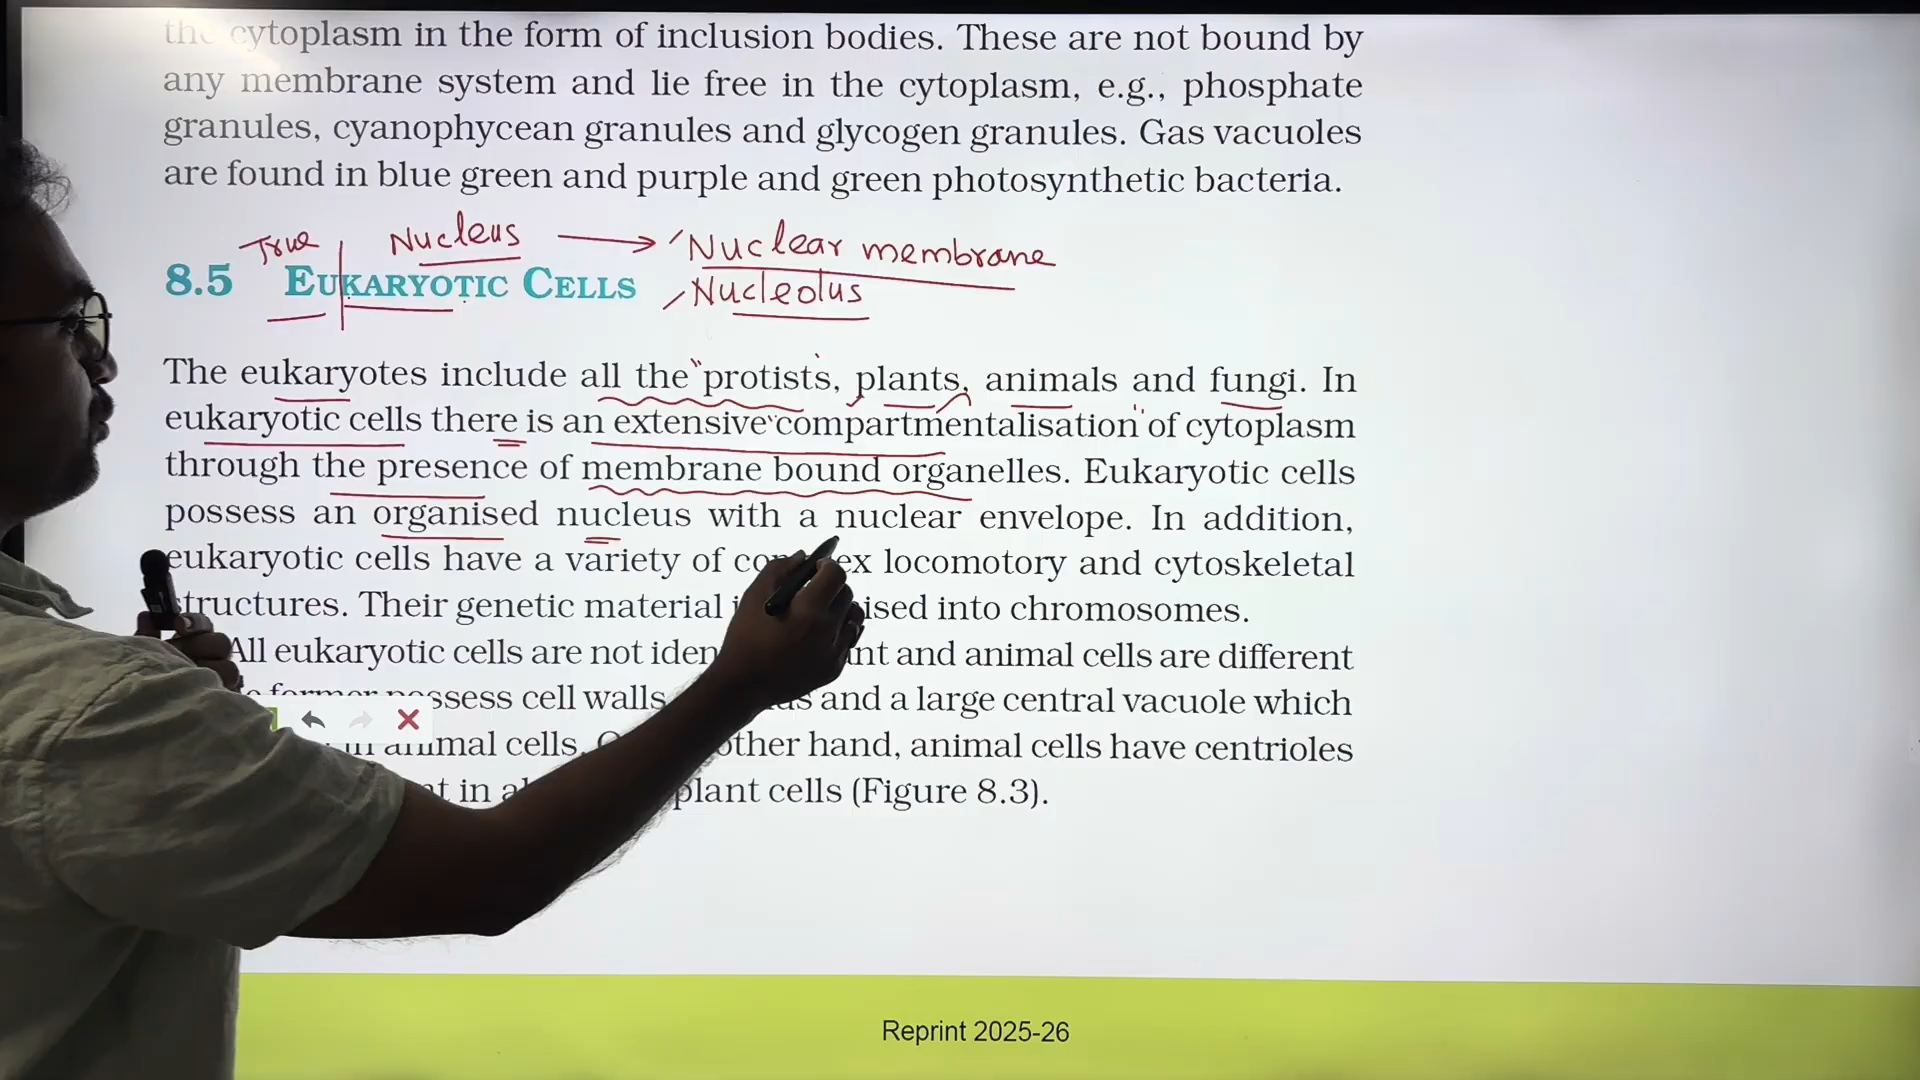 the cytoplasm in the form of inclusion bodies. These are not bound by
any membrane system and lie free in the cytoplasm, e.g., phosphate
granules, cyanophycean granules and glycogen granules. Gas vacuoles
are found in blue green and purple and green photosynthetic bacteria.
True Nucleus → Nuclear membrane
Nucleolus
8.5 EUKARYOTIC CELLS
The eukaryotes include all the "protists, plants, animals and fungi. In
eukaryotic cells there is an extensive "compartmentalisation" of cytoplasm
through the presence of membrane bound organelles. Eukaryotic cells
possess an organised nucleus with a nuclear envelope. In addition,
eukaryotic cells have a variety of locomotory and cytoskeletal
structures. Their genetic material into chromosomes.
All eukaryotic cells are not and animal cells are different
possess cell walls, and a large central vacuole which
in animal cells. other hand, animal cells have centrioles
in plant cells (Figure 8.3).
Reprint 2025-26